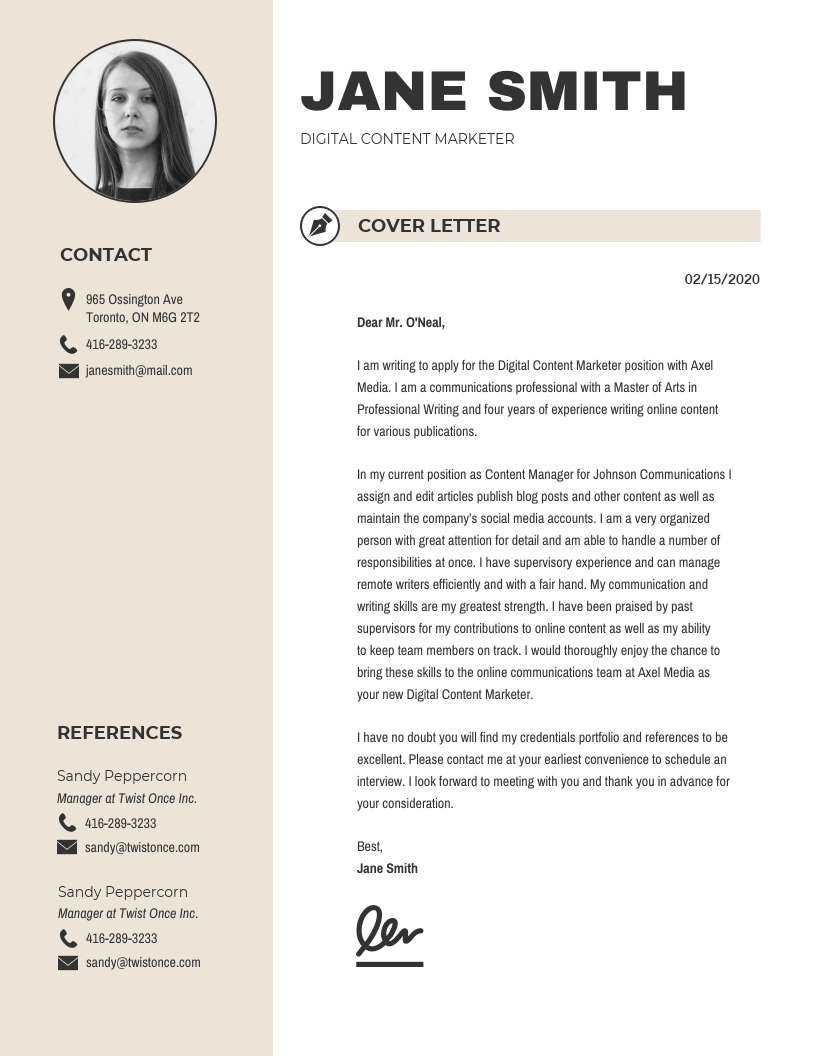 JANE SMITH
DIGITAL CONTENT MARKETER
CONTACT
965 Ossington Ave
Toronto, ON M6G 2T2
416-289-3233
janesmith@mail.com
REFERENCES
Sandy Peppercorn
Manager at Twist Once Inc.
416-289-3233
sandy@twistonce.com
Sandy Peppercorn
Manager at Twist Once Inc.
416-289-3233
sandy@twistonce.com
COVER LETTER
02/15/2020
Dear Mr. O'Neal,
I am writing to apply for the Digital Content Marketer position with Axel
Media. I am a communications professional with a Master of Arts in
Professional Writing and four years of experience writing online content
for various publications.
In my current position as Content Manager for Johnson Communications I
assign and edit articles publish blog posts and other content as well as
maintain the company’s social media accounts. I am a very organized
person with great attention for detail and am able to handle a number of
responsibilities at once. I have supervisory experience and can manage
remote writers efficiently and with a fair hand. My communication and
writing skills are my greatest strength. I have been praised by past
supervisors for my contributions to online content as well as my ability
to keep team members on track. I would thoroughly enjoy the chance to
bring these skills to the online communications team at Axel Media as
your new Digital Content Marketer.
I have no doubt you will find my credentials portfolio and references to be
excellent. Please contact me at your earliest convenience to schedule an
interview. I look forward to meeting with you and thank you in advance for
your consideration.
Best,
Jane Smith